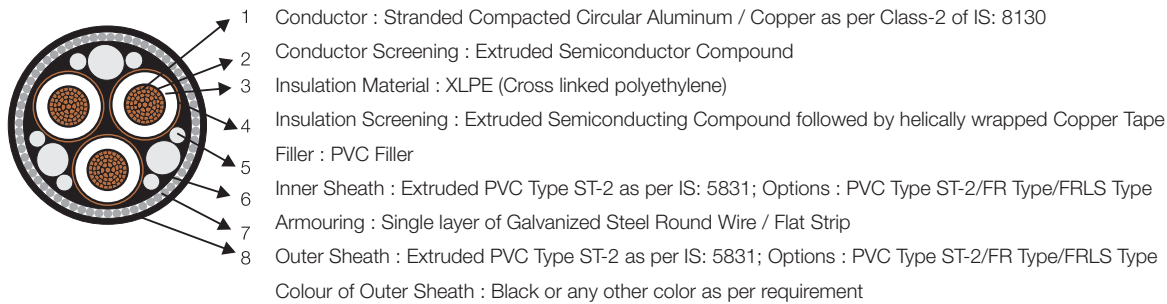 1 Conductor : Stranded Compacted Circular Aluminum / Copper as per Class-2 of IS: 8130
2 Conductor Screening : Extruded Semiconductor Compound
3 Insulation Material : XLPE (Cross linked polyethylene)
4 Insulation Screening : Extruded Semiconducting Compound followed by helically wrapped Copper Tape
5 Filler : PVC Filler
6 Inner Sheath : Extruded PVC Type ST-2 as per IS: 5831; Options : PVC Type ST-2/FR Type/FRLS Type
7 Armouring : Single layer of Galvanized Steel Round Wire / Flat Strip
8 Outer Sheath : Extruded PVC Type ST-2 as per IS: 5831; Options : PVC Type ST-2/FR Type/FRLS Type
Colour of Outer Sheath : Black or any other color as per requirement